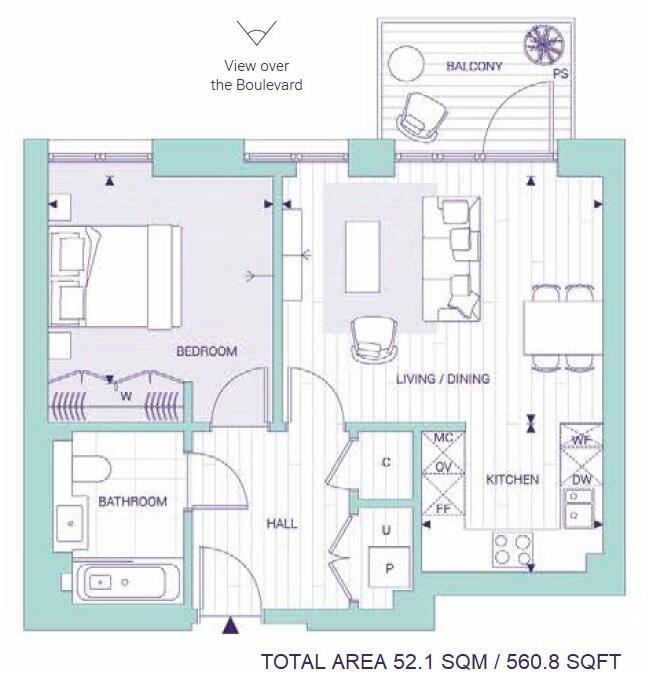 View over
the Boulevard
BALCONY
PS
BEDROOM
W
LIVING / DINING
MC
OV
FF
KITCHEN
WF
DW
C
BATHROOM
HALL
U
P
TOTAL AREA 52.1 SQM / 560.8 SQFT